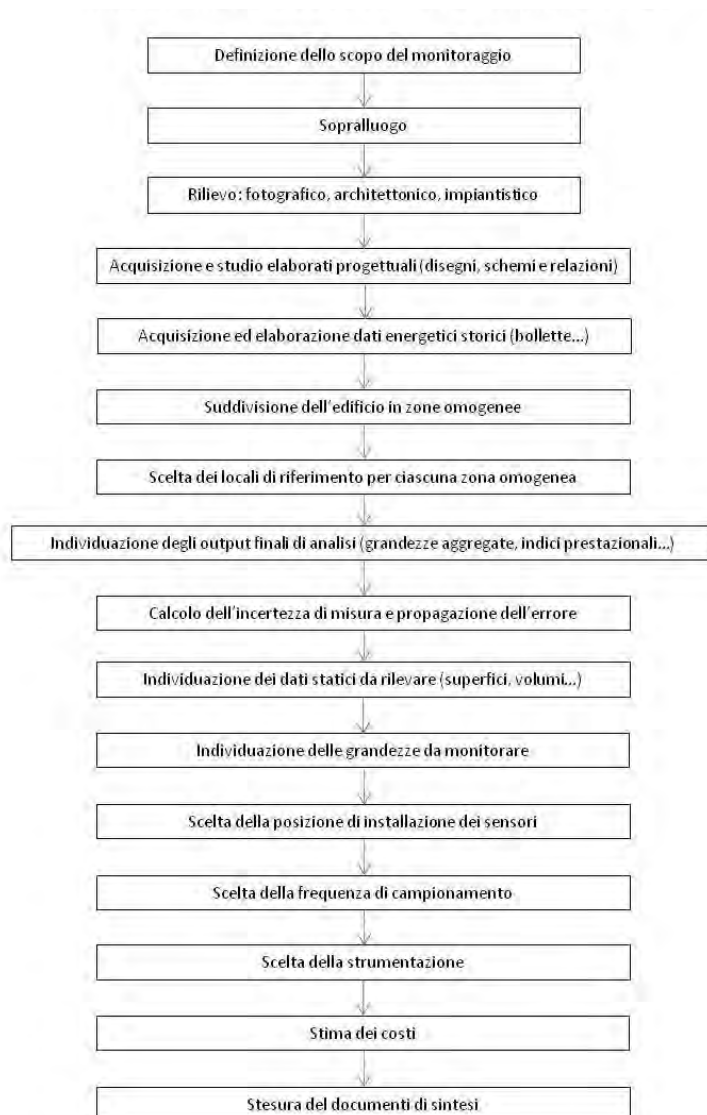 Definizione dello scopo del monitoraggio
Sopralluogo
Rilievo: fotografico, architettonico, impiantistico
Acquisizione e studio elaborati progettuali (disegni, schemi e relazioni)
Acquisizione ed elaborazione dati energetici storici (bollette...)
Suddivisione dell'edificio in zone omogenee
Scelta dei locali di riferimento per ciascuna zona omogenea
Individuazione degli output finali di analisi (grandezze aggregate, indici prestazionali...)
Calcolo dell'incertezza di misura e propagazione dell'errore
Individuazione dei dati statici da rilevare (superfici, volumi...)
Individuazione delle grandezze da monitorare
Scelta della posizione di installazione dei sensori
Scelta della frequenza di campionamento
Scelta della strumentazione
Stima dei costi
Stesura del documenti di sintesi